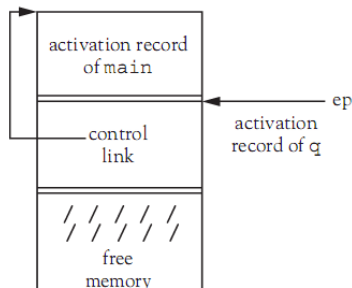 activation record
of main
ep
activation
record of q
control
link
free
memory